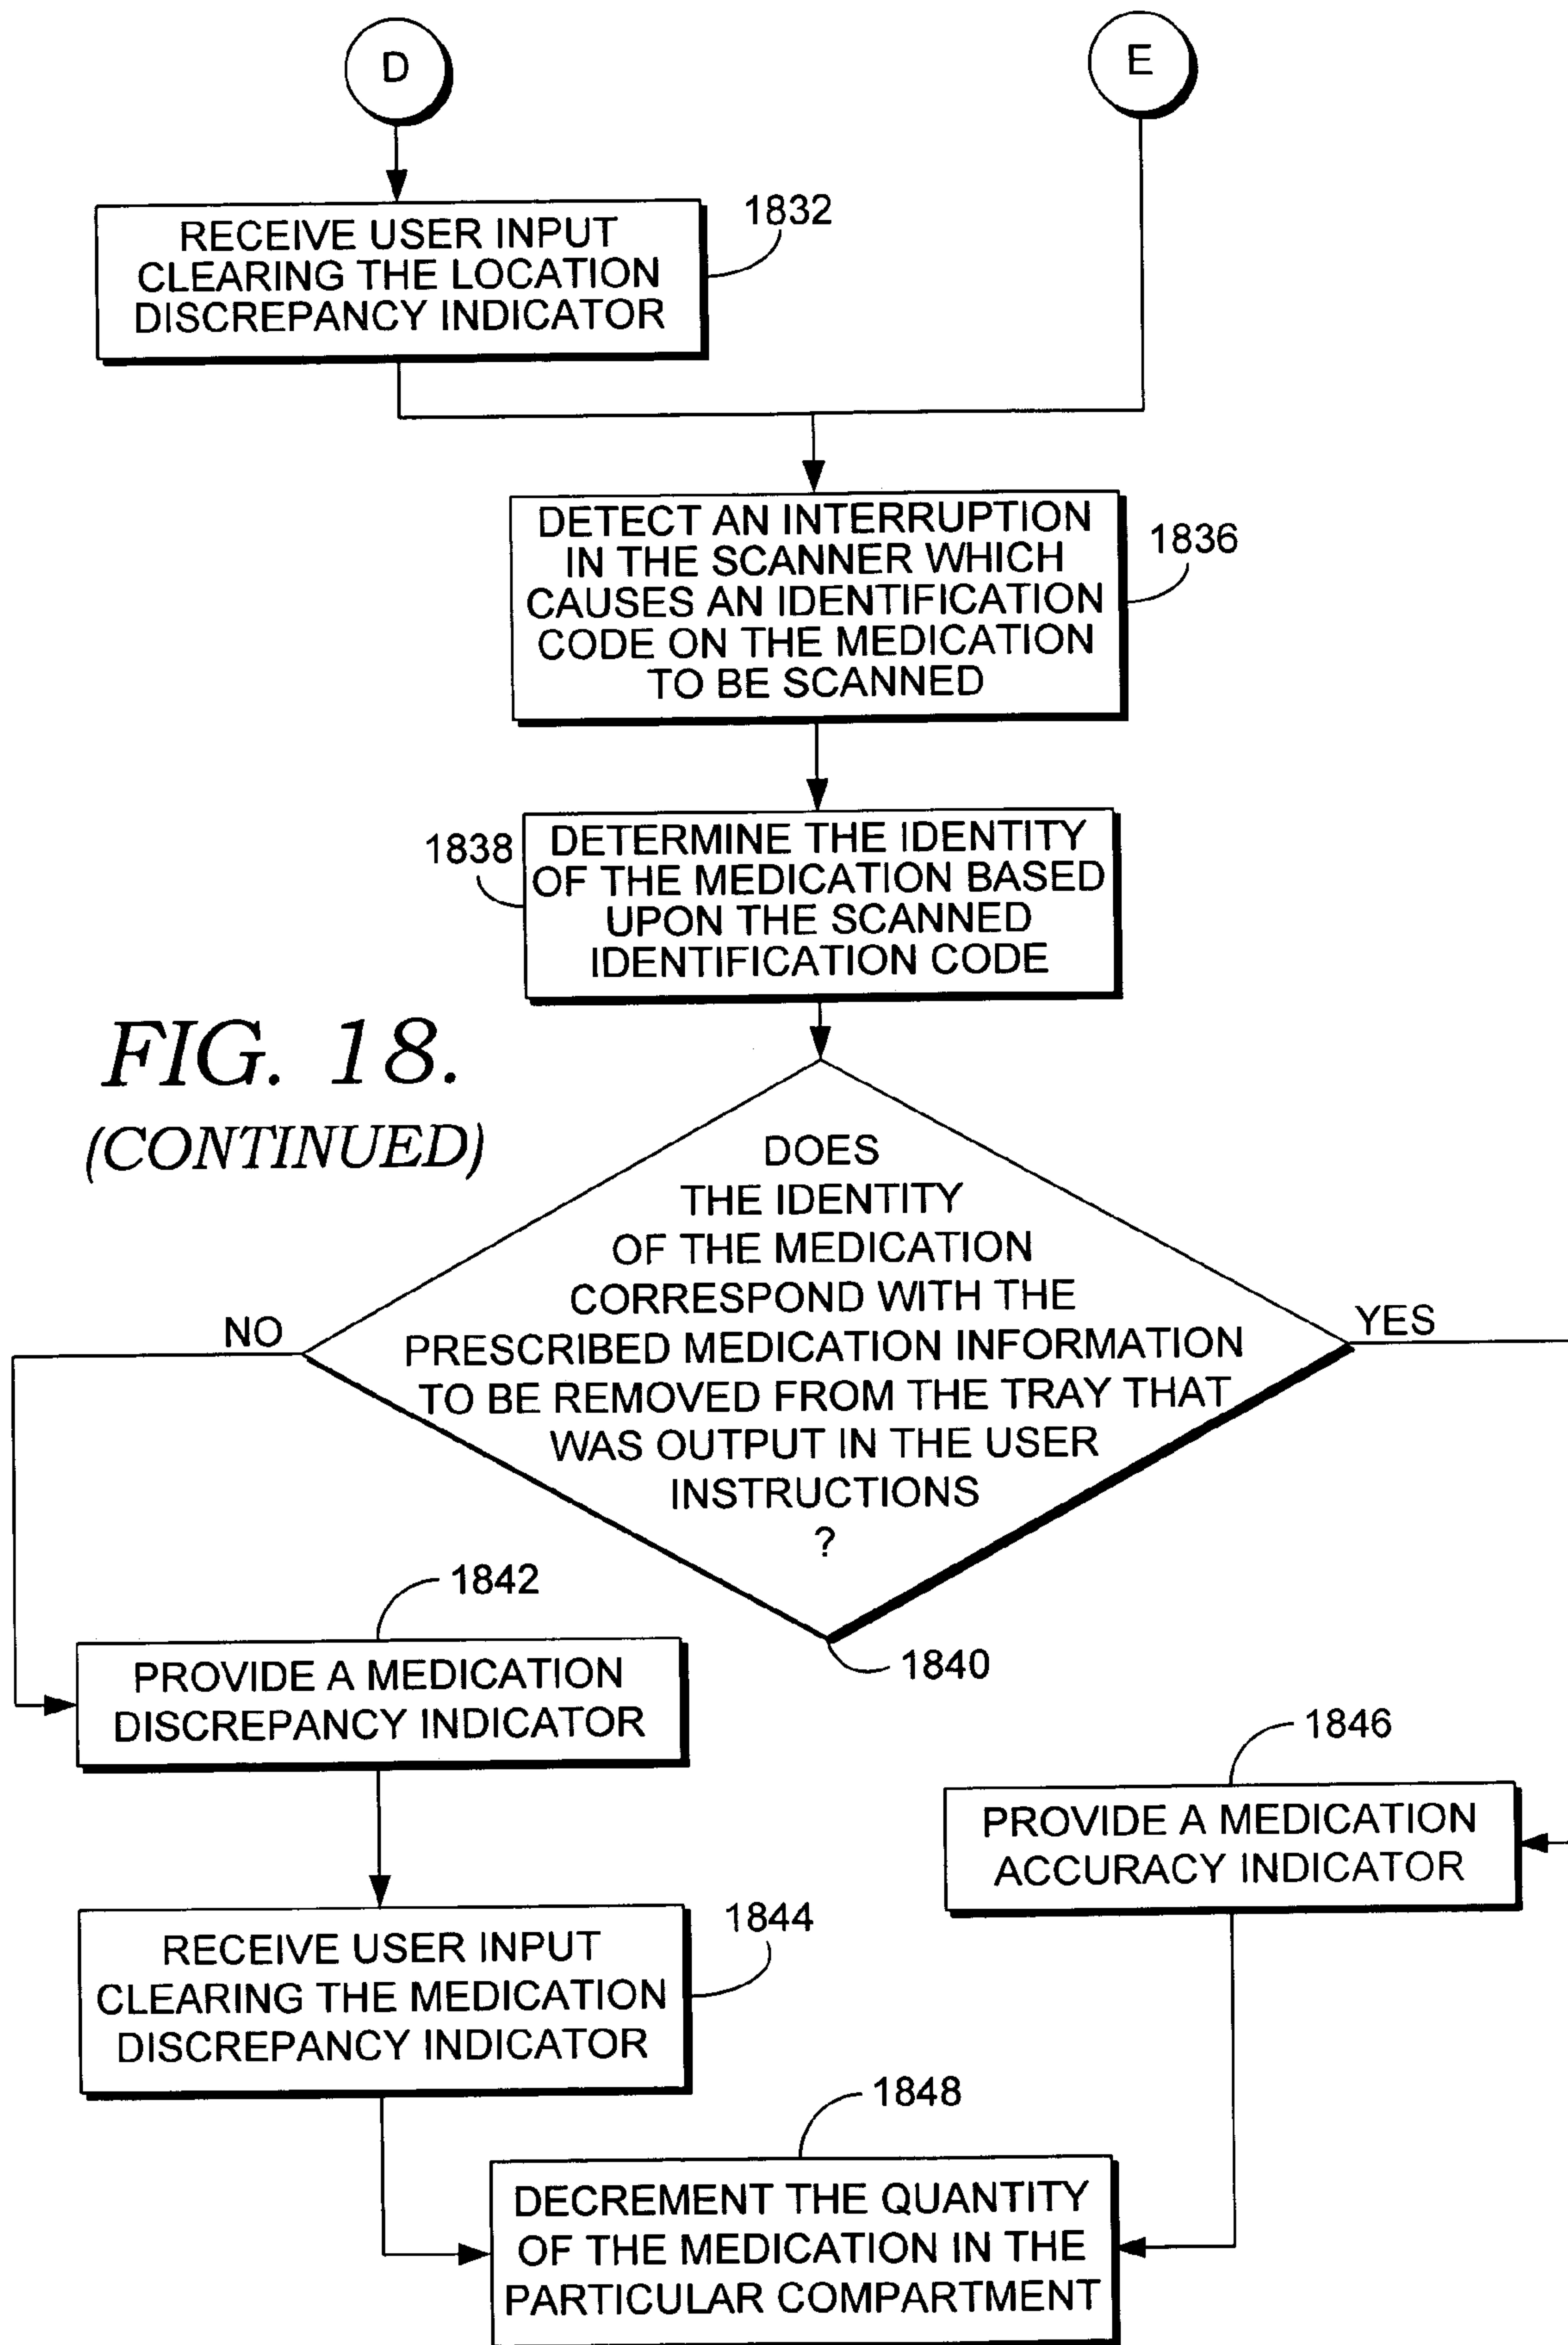 D
E
1832
RECEIVE USER INPUT
CLEARING THE LOCATION
DISCREPANCY INDICATOR
DETECT AN INTERRUPTION
IN THE SCANNER WHICH
CAUSES AN IDENTIFICATION
CODE ON THE MEDICATION
TO BE SCANNED
1836
1838
DETERMINE THE IDENTITY
OF THE MEDICATION BASED
UPON THE SCANNED
IDENTIFICATION CODE
FIG. 18.
(CONTINUED)
DOES
THE IDENTITY
OF THE MEDICATION
CORRESPOND WITH THE
PRESCRIBED MEDICATION INFORMATION
TO BE REMOVED FROM THE TRAY THAT
WAS OUTPUT IN THE USER
INSTRUCTIONS
?
NO
YES
1840
1842
PROVIDE A MEDICATION
DISCREPANCY INDICATOR
1846
PROVIDE A MEDICATION
ACCURACY INDICATOR
1844
RECEIVE USER INPUT
CLEARING THE MEDICATION
DISCREPANCY INDICATOR
1848
DECREMENT THE QUANTITY
OF THE MEDICATION IN THE
PARTICULAR COMPARTMENT